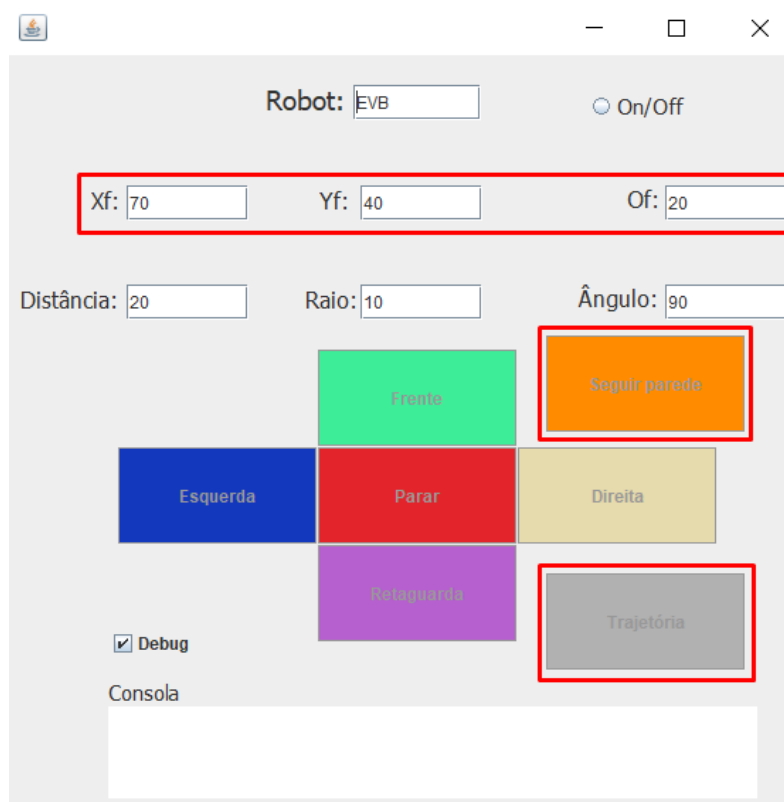 Robot: EVB On/Off
Xf: 70 Yf: 40 Of: 20
Distância: 20 Raio: 10 Ângulo: 90
Seguir parede
Frente
Esquerda Parar Direita
Retaguarda
Trajetória
Debug
Consola